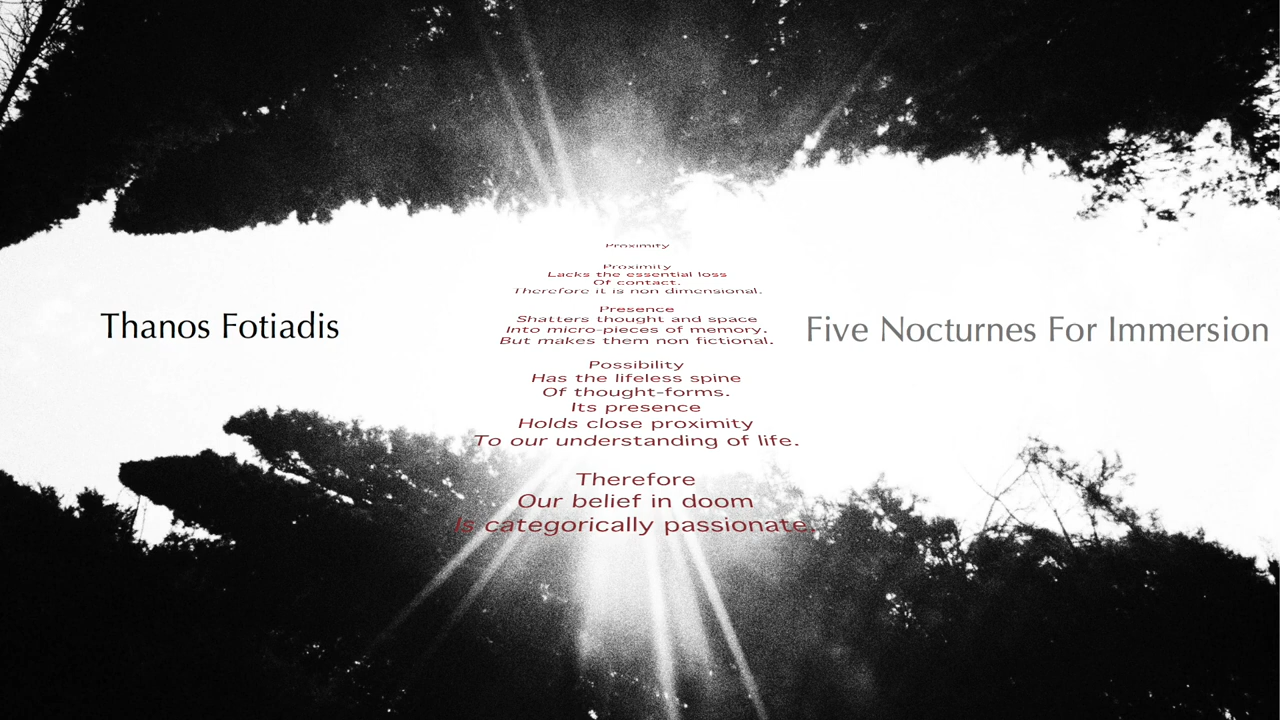 Proximity
Proximity
Lacks the essential loss
Of contact.
Therefore it is non dimensional.
Presence
Shatters thought and space
Into micro-pieces of memory.
But makes them non fictional.
Possibility
Has the lifeless spine
Of thought-forms.
Its presence
Holds close proximity
To our understanding of life.
Therefore
Our belief in doom
Is categorically passionate.
Thanos Fotiadis
Five Nocturnes For Immersion